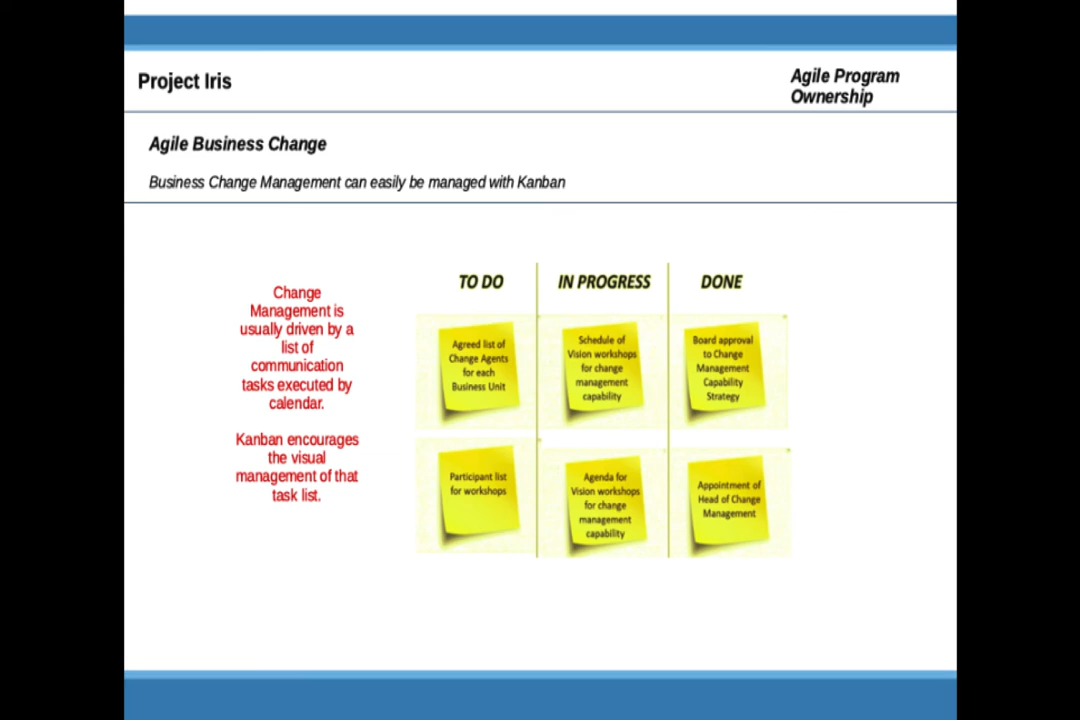 Project Iris
Agile Program
Ownership
Agile Business Change
Business Change Management can easily be managed with Kanban
Change
Management is
usually driven by a
list of
communication
tasks executed by
calendar.
Kanban encourages
the visual
management of that
task list.
TO DO
IN PROGRESS
DONE
Agreed list of
Change Agents
for each
Business Unit
Schedule of
Vision workshops
for change
management
capability
Board approval
to Change
Management
Capability
Strategy
Participant list
for workshops
Agenda for
Vision workshops
for change
management
capability
Appointment of
Head of Change
Management